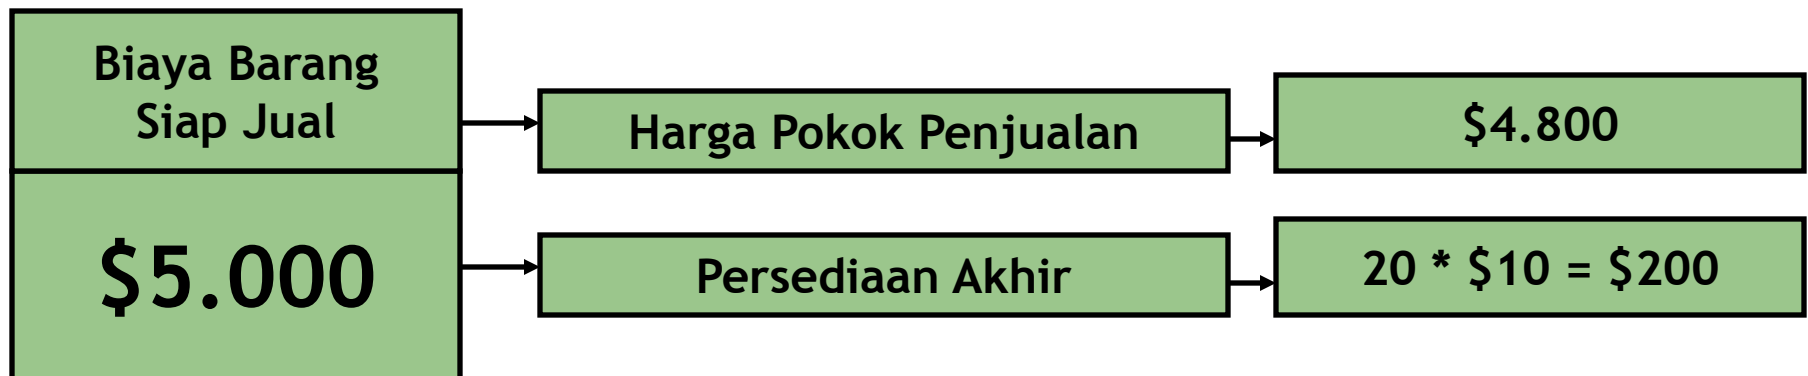 Biaya Barang
Siap Jual
$5.000
Harga Pokok Penjualan
$4.800
Persediaan Akhir
20 * $10 = $200